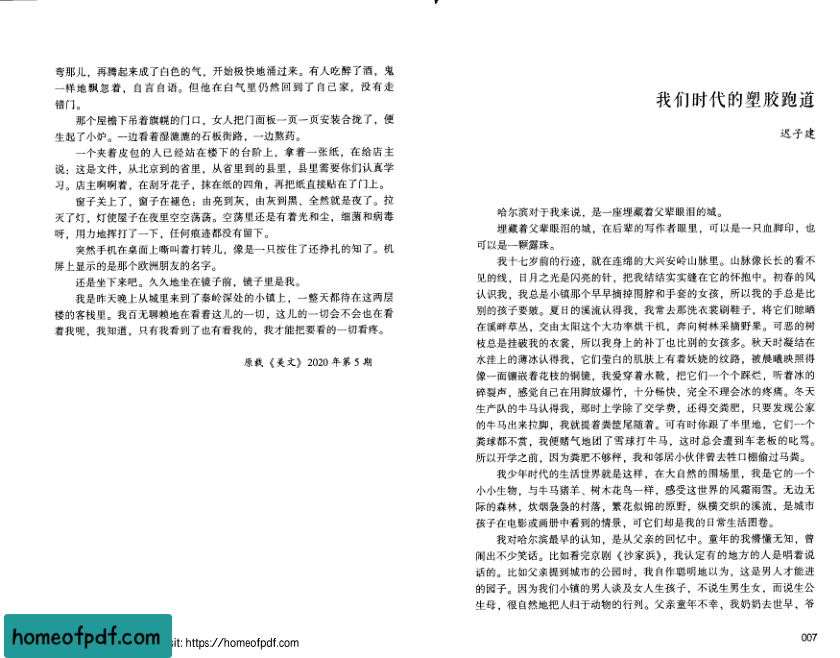 弯那儿，再腾起来成了白色的气，开始极快地涌过来。有人吃醉了酒，鬼
一样地飘忽着，自言自语。但他在白气里仍然回到了自己家，没有走
错门。
那个屋檐下吊着旗幌的门口，女人把门面板一页一页安装合拢了，便
生起了小炉。一边看着湿漉漉的石板街路，一边熬药。
一个夹着皮包的人已经站在楼下的台阶上，拿着一张纸，在给店主
说：这是文件，从北京到的省里，从省里到的县里，县里需要你们认真学
习。店主啊啊着，在刮牙花子，抹在纸的四角，再把纸直接贴在了门上。
窗子关上了，窗子在褪色：由亮到灰，由灰到黑，全然就是夜了。拉
灭了灯，灯使屋子在夜里空空荡荡。空荡里还是有着光和尘，细菌和病毒
呀，用力地挥打了一下，任何痕迹都没有留下。
突然手机在桌面上嘶叫着打转儿，像是一只按住了还挣扎的知了。机
屏上显示的是那个欧洲朋友的名字。
还是坐下来吧。久久地坐在镜子前，镜子里是我。
我是昨天晚上从城里来到了秦岭深处的小镇上，一整天都待在这两层
楼的客栈里。我百无聊赖地在看着这儿的一切，这儿的一切会不会也在看
着我呢，我知道，只有我看到了也有看我的，我才能把要看的一切看疼。
原载《美文》2020 年第 5 期
我们时代的塑胶跑道
迟子建
哈尔滨对于我来说，是一座埋藏着父辈眼泪的城。
埋藏着父辈眼泪的城，在后辈的写作者眼里，可以是一只血脚印，也
可以是一颗露珠。
我十七岁前的行迹，就在连绵的大兴安岭山脉里。山脉像长长的看不
见的线，日月之光是闪亮的针，把我结结实实缝在它的怀抱中。初春的风
认识我，我总是小镇那个早早摘掉围脖和手套的女孩，所以我的手总是比
别的孩子要皴。夏日的溪流认得我，我常去那洗衣裳刷鞋子，将它们晾晒
在溪畔草丛，交由太阳这个大功率烘干机，奔向树林采摘野果。可恶的树
枝总是挂破我的衣裳，所以我身上的补丁也比别的女孩多。秋天时凝结在
水洼上的薄冰认得我，它们莹白的肌肤上有着妖娆的纹路，被晨曦映照得
像一面镶嵌着花枝的铜镜，我爱穿着水靴，把它们一个个踩烂，听着冰的
碎裂声，感觉自己在用脚放爆竹，十分畅快，完全不理会冰的疼痛。冬天
生产队的牛马认得我，那时上学除了交学费，还得交粪肥，只要发现公家
的牛马出来拉脚，我就提着粪筐尾随着。可有时你跟了半里地，它们一个
粪球都不赏，我便赌气地团了雪球打牛马，这时总会遭到车老板的叱骂。
所以开学之前，因为粪肥不够秤，我和邻居小伙伴曾去牲口棚偷过马粪。
我少年时代的生活世界就是这样，在大自然的围场里，我是它的一个
小小生物，与牛马猪羊、树木花鸟一样，感受这世界的风霜雨雪。无边无
际的森林，炊烟袅袅的村落，繁花似锦的原野，纵横交织的溪流，是城市
孩子在电影或画册中看到的情景，可它们却是我的日常生活图卷。
我对哈尔滨最早的认知，是从父亲的回忆中。童年的我懵懂无知，曾
闹出不少笑话。比如看完京剧《沙家浜》，我认定有的地方的人是唱着说
话的。比如父亲提到城市的公园时，我自作聪明地以为，这是男人才能进
的园子。因为我们小镇的男人谈及女人生孩子，不说生男生女，而说生公
生母，很自然地把人归于动物的行列。父亲童年不幸，我奶奶去世早，爷
007
homeofpdf.com
sit: https://homeofpdf.com